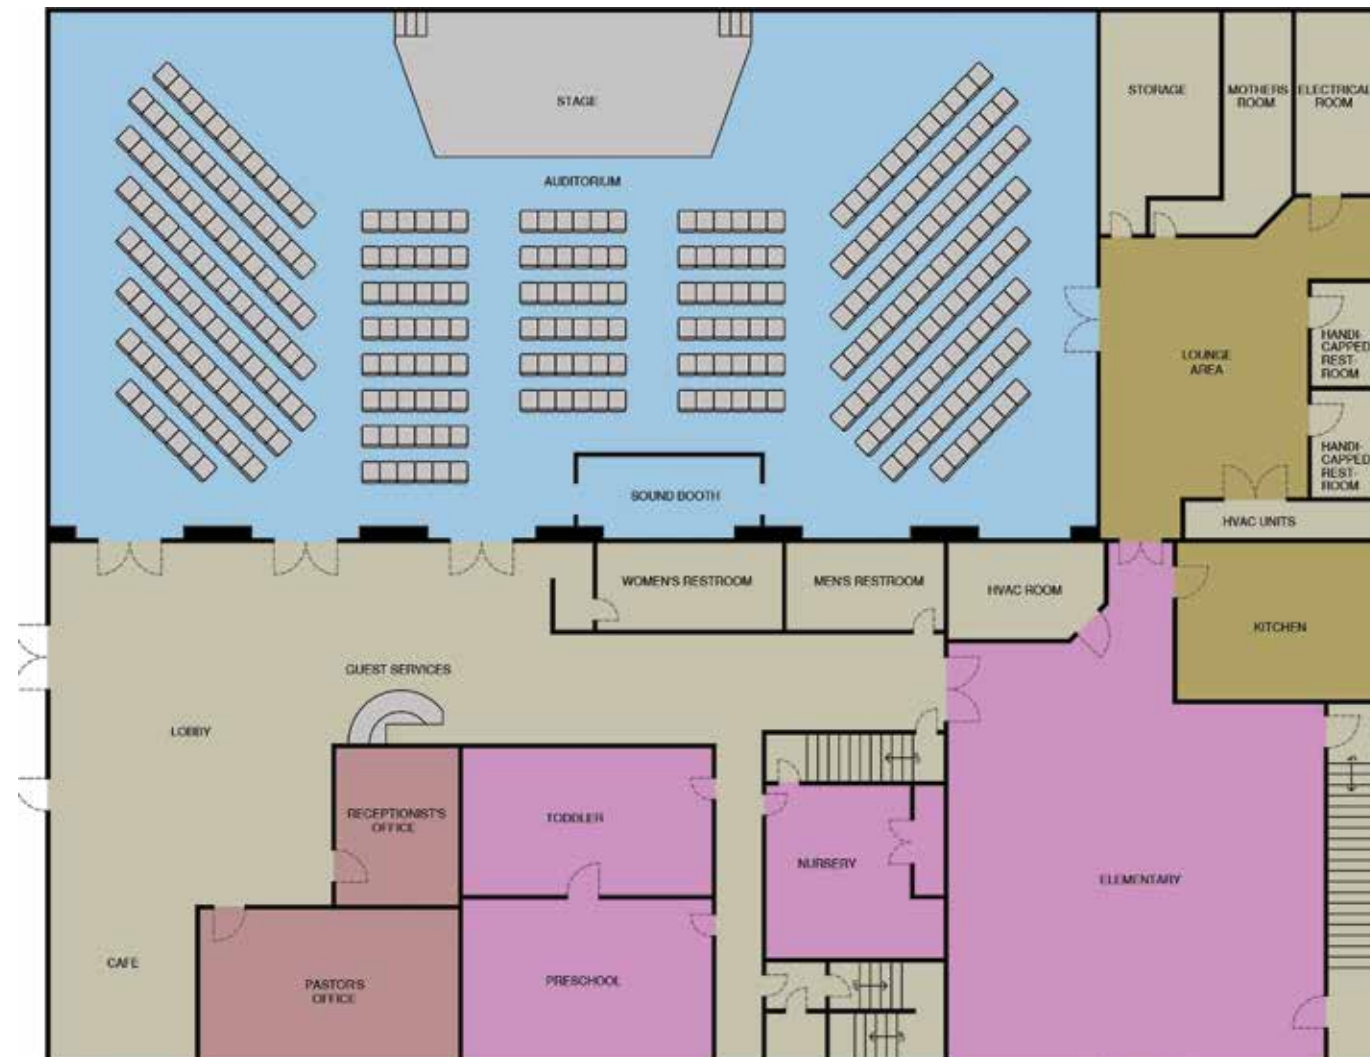 STAGE
AUDITORIUM
SOUND BOOTH
STORAGE
MOTHERS
ROOM
ELECTRICAL
ROOM
LOUNGE
AREA
HANDI-
CAPPED
REST-
ROOM
HANDI-
CAPPED
REST-
ROOM
HVAC UNITS
WOMEN'S RESTROOM
MEN'S RESTROOM
HVAC ROOM
KITCHEN
GUEST SERVICES
LOBBY
RECEPTIONIST'S
OFFICE
TODDLER
NURSERY
ELEMENTARY
CAFE
PASTOR'S
OFFICE
PRESCHOOL